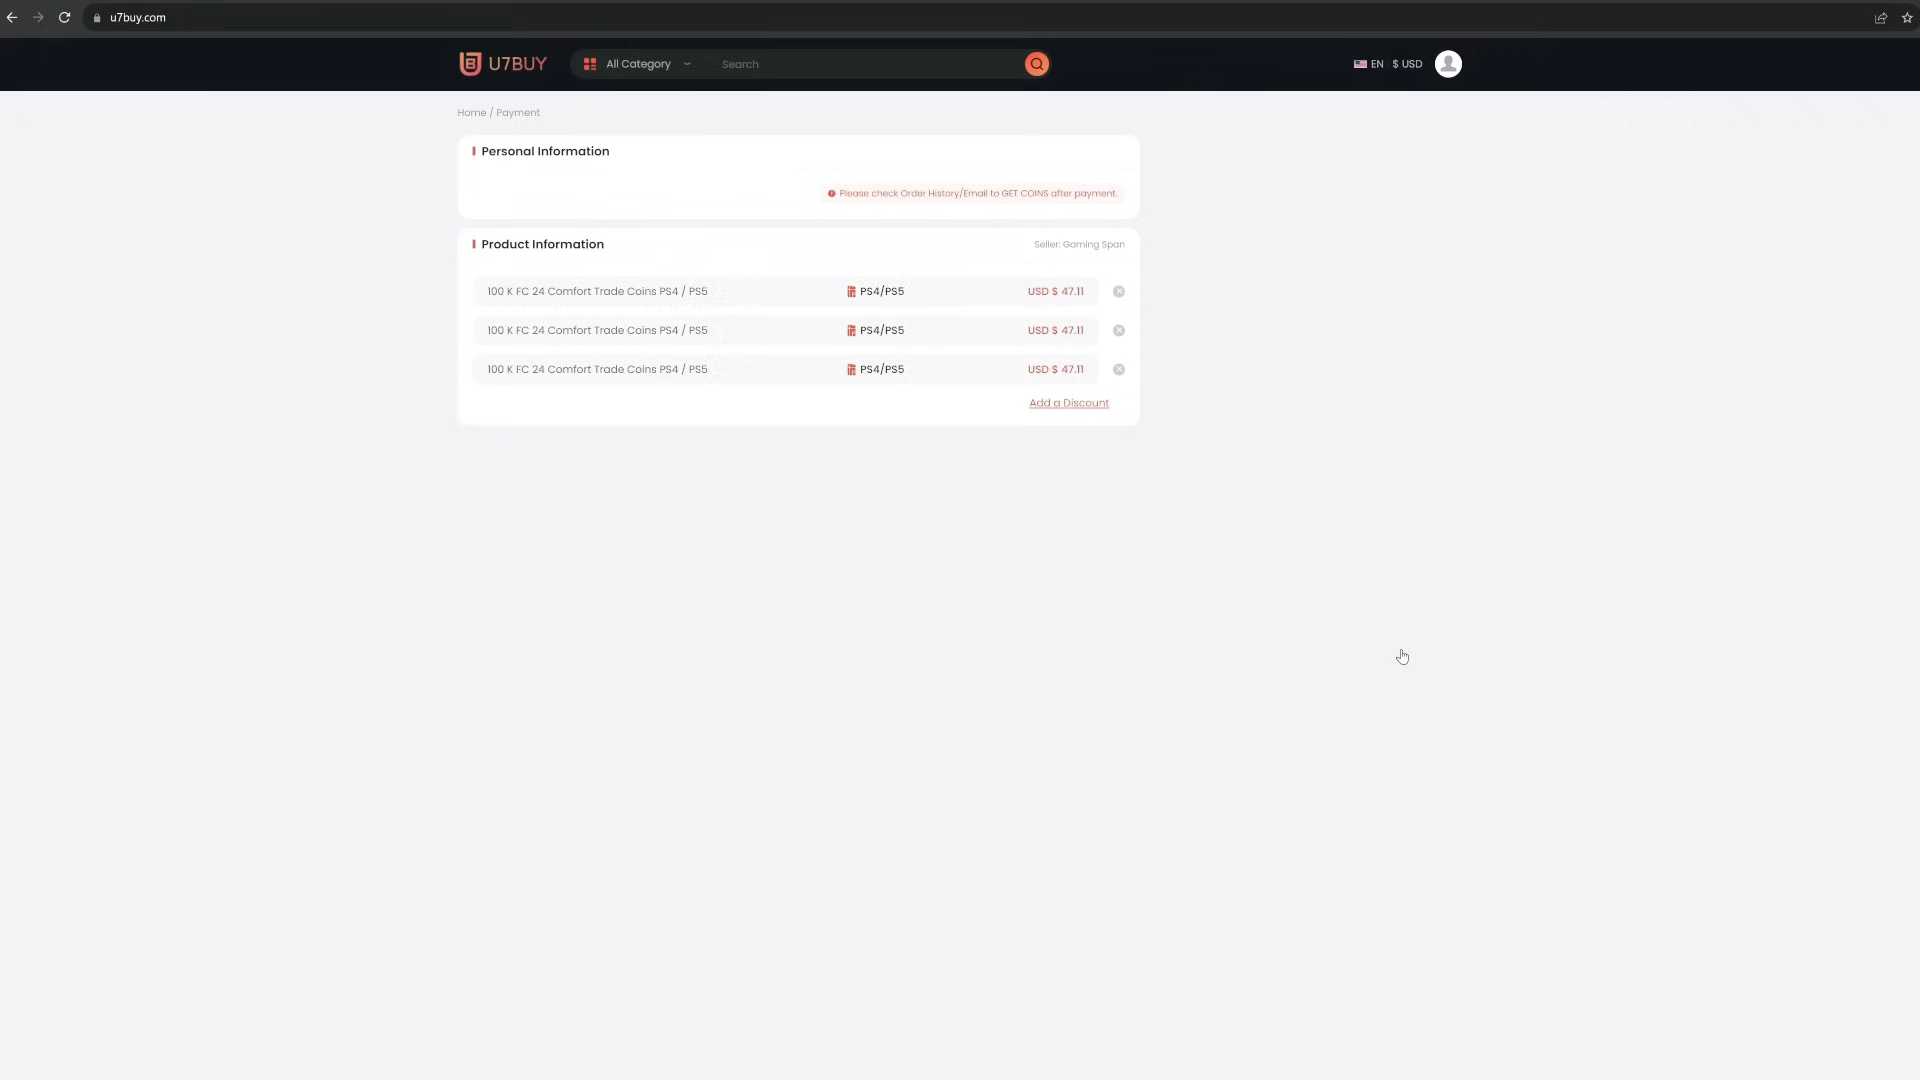 u7buy.com
U7BUY All Category Search EN $ USD
Home / Payment
Personal Information
Please check Order History/Email to GET COINS after payment.
Product Information Seller: Gaming Span
100 K FC 24 Comfort Trade Coins PS4 / PS5 PS4/PS5 USD $ 47.11
100 K FC 24 Comfort Trade Coins PS4 / PS5 PS4/PS5 USD $ 47.11
100 K FC 24 Comfort Trade Coins PS4 / PS5 PS4/PS5 USD $ 47.11
Add a Discount